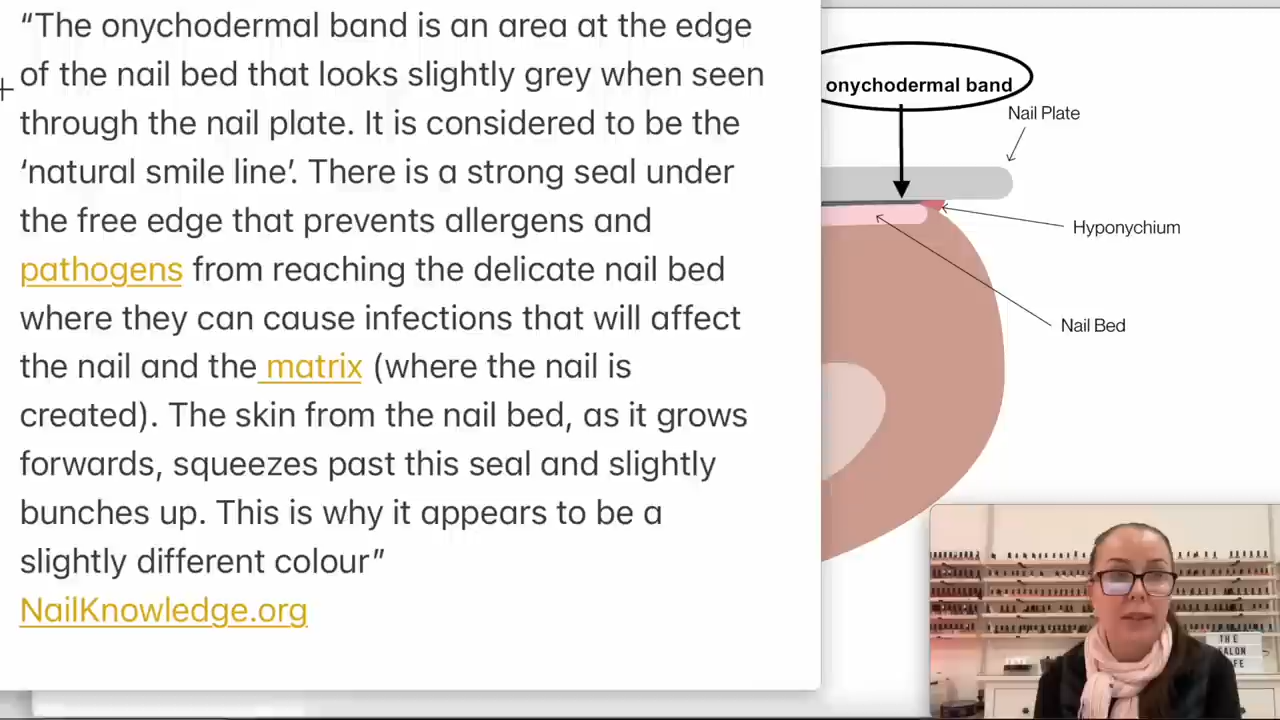 “The onychodermal band is an area at the edge
of the nail bed that looks slightly grey when seen
through the nail plate. It is considered to be the
‘natural smile line’. There is a strong seal under
the free edge that prevents allergens and
pathogens from reaching the delicate nail bed
where they can cause infections that will affect
the nail and the matrix (where the nail is
created). The skin from the nail bed, as it grows
forwards, squeezes past this seal and slightly
bunches up. This is why it appears to be a
slightly different colour”
NailKnowledge.org
onychodermal band
Nail Plate
Hyponychium
Nail Bed
THE